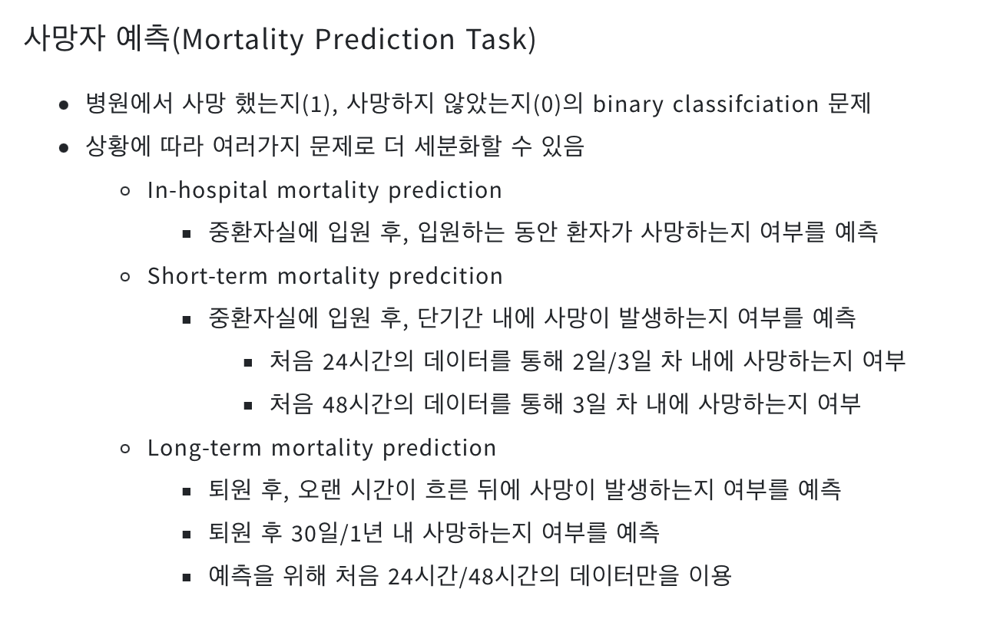 사망자 예측(Mortality Prediction Task)
병원에서 사망 했는지(1), 사망하지 않았는지(0)의 binary classifciation 문제
상황에 따라 여러가지 문제로 더 세분화할 수 있음
In-hospital mortality prediction
중환자실에 입원 후, 입원하는 동안 환자가 사망하는지 여부를 예측
Short-term mortality predcition
중환자실에 입원 후, 단기간 내에 사망이 발생하는지 여부를 예측
처음 24시간의 데이터를 통해 2일/3일 차 내에 사망하는지 여부
처음 48시간의 데이터를 통해 3일 차 내에 사망하는지 여부
Long-term mortality prediction
퇴원 후, 오랜 시간이 흐른 뒤에 사망이 발생하는지 여부를 예측
퇴원 후 30일/1년 내 사망하는지 여부를 예측
예측을 위해 처음 24시간/48시간의 데이터만을 이용